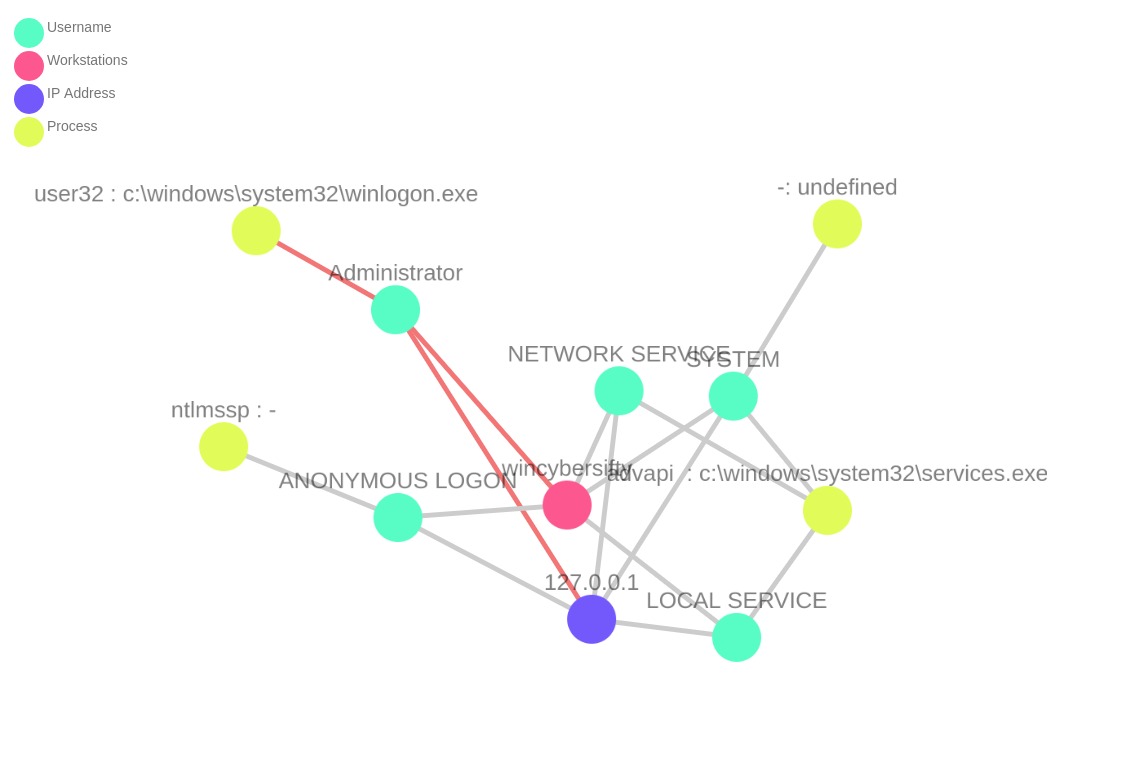 Username
Workstations
IP Address
Process
-: undefined
user32 : c:\windows\system32\winlogon.exe
Administrator
NETWORK SERVICE
SYSTEM
ntlmssp : -
wincybersifty
advapi  : c:\windows\system32\services.exe
ANONYMOUS LOGON
127.0.0.1
LOCAL SERVICE